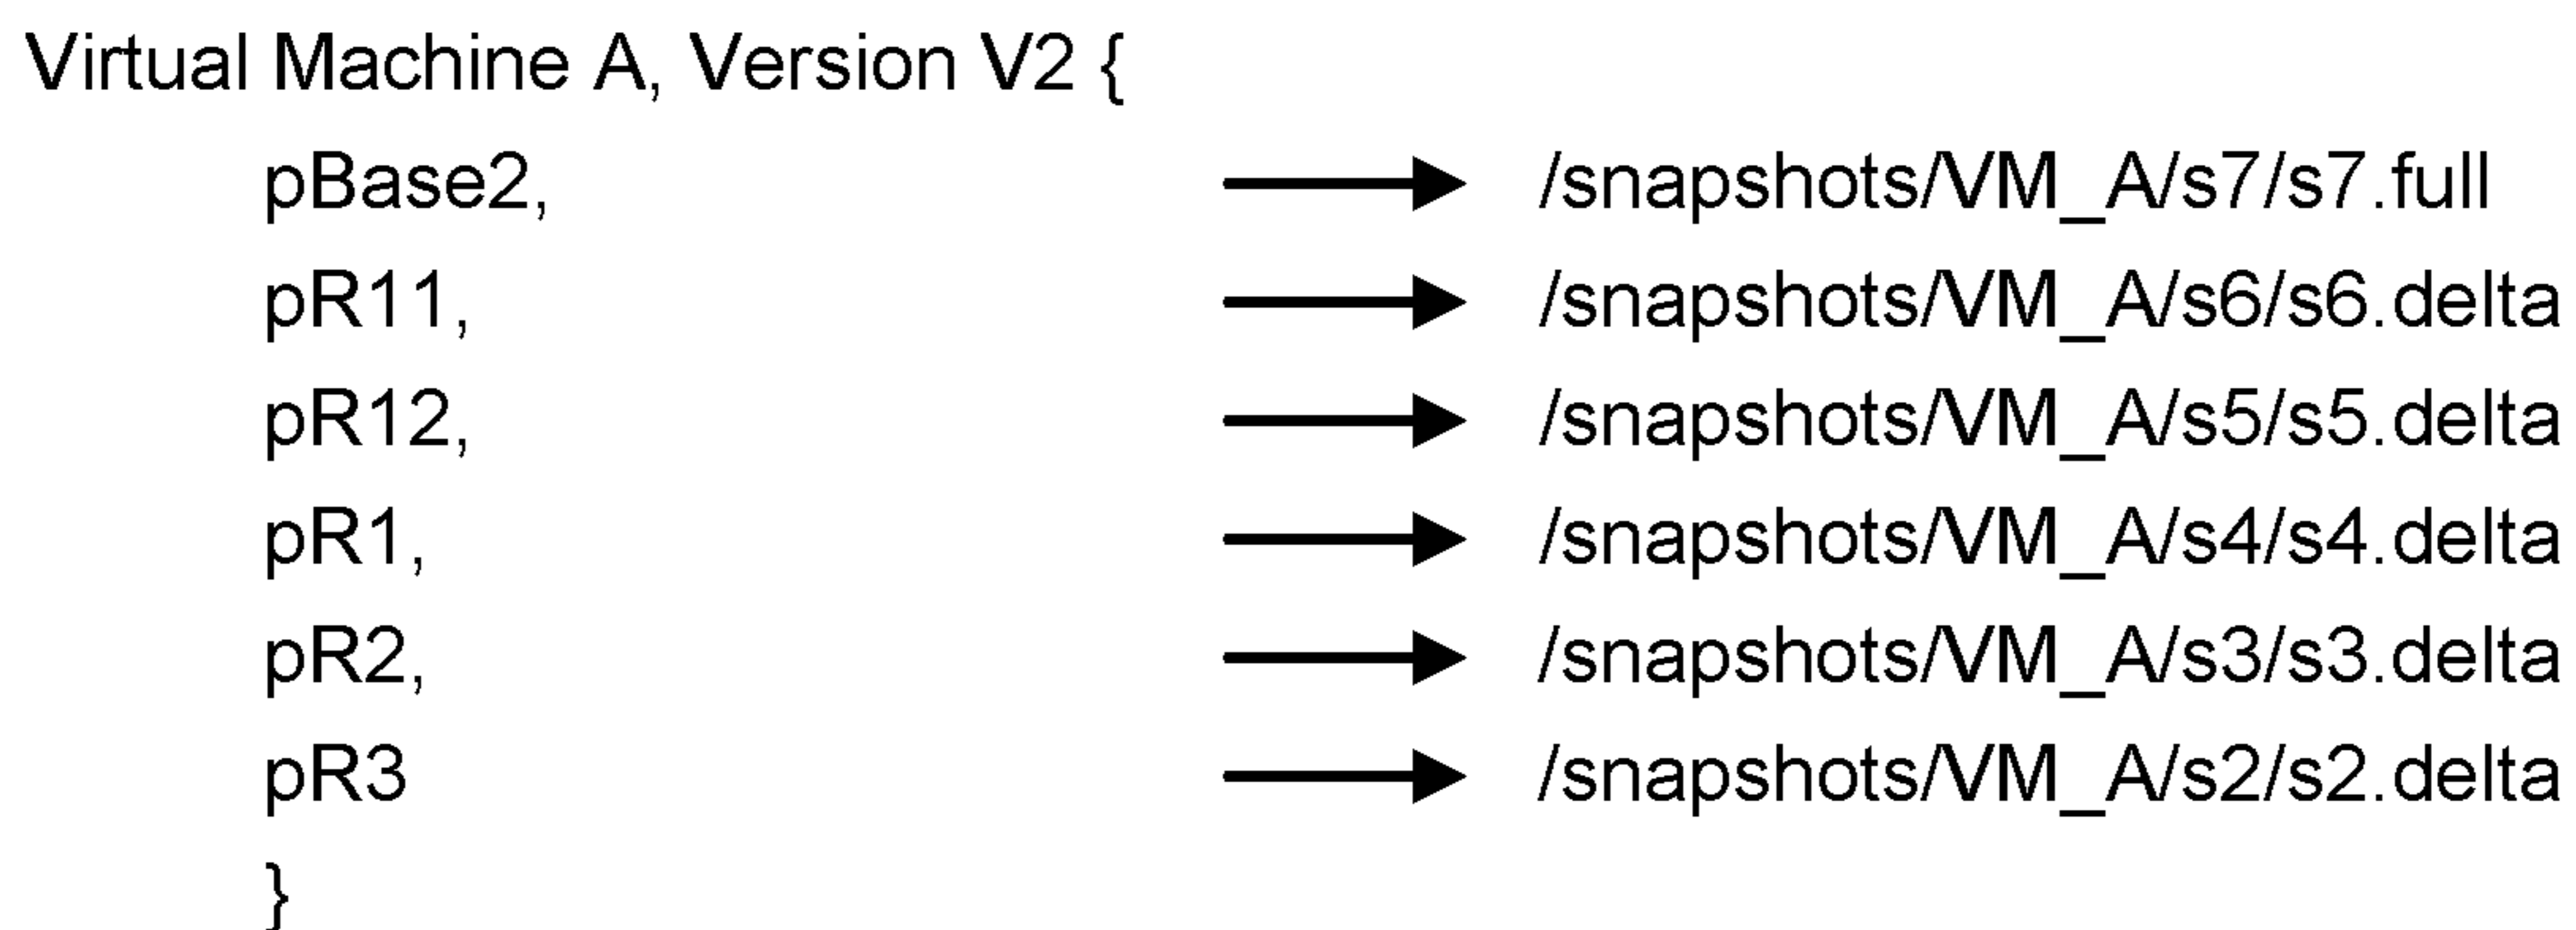 Virtual Machine A, Version V2 {
pBase2, /snapshots/VM_A/s7/s7.full
pR11, /snapshots/VM_A/s6/s6.delta
pR12, /snapshots/VM_A/s5/s5.delta
pR1, /snapshots/VM_A/s4/s4.delta
pR2, /snapshots/VM_A/s3/s3.delta
pR3 /snapshots/VM_A/s2/s2.delta
}